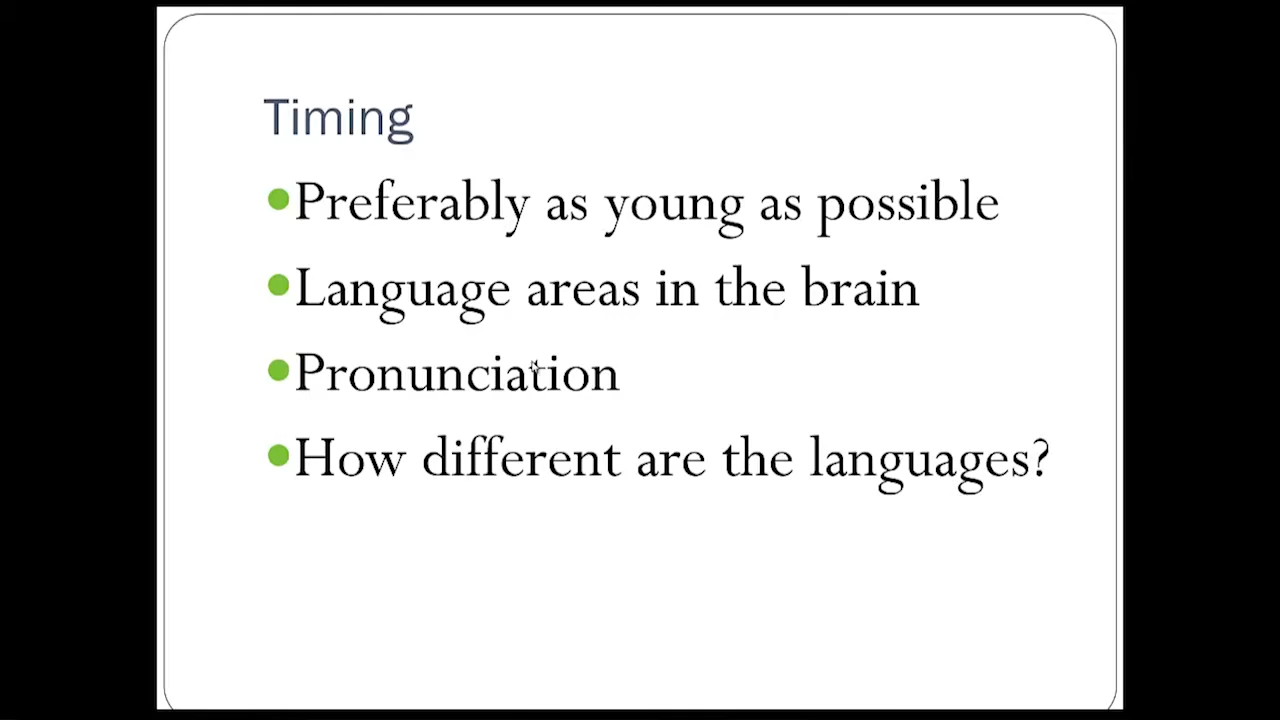 Timing
•Preferably as young as possible
•Language areas in the brain
•Pronunciation
•How different are the languages?